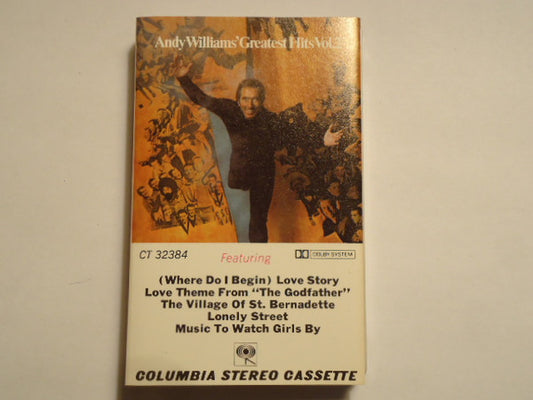 Andy Williams' Greatest Hits Vol.
CT 32384
Featuring
DOLBY SYSTEM
(Where Do I Begin) Love Story
Love Theme From "The Godfather"
The Village Of St. Bernadette
Lonely Street
Music To Watch Girls By
COLUMBIA STEREO CASSETTE